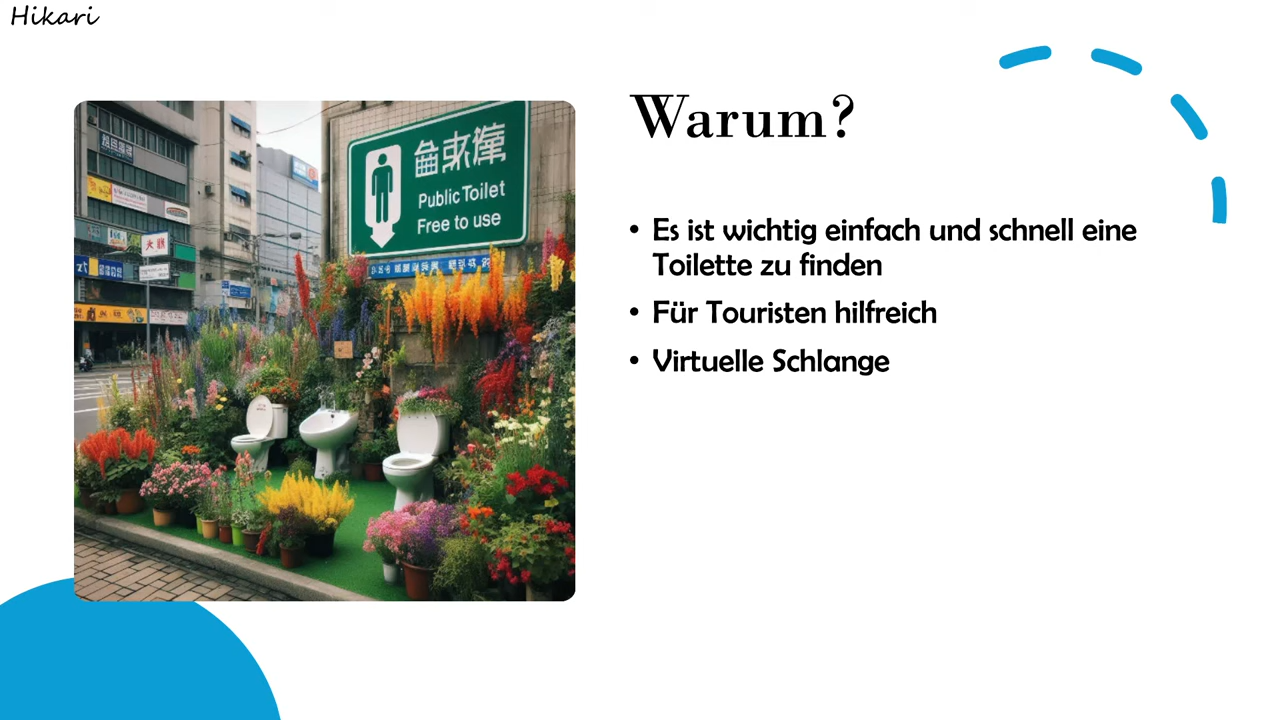 Hikari
Warum?
• Es ist wichtig einfach und schnell eine
Toilette zu finden
• Für Touristen hilfreich
• Virtuelle Schlange
Public Toilet
Free to use